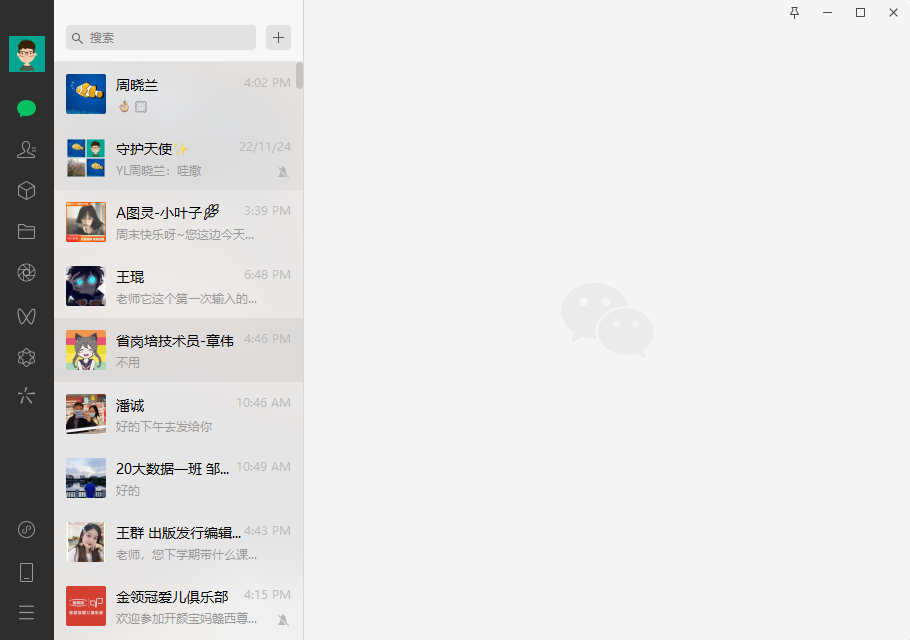 搜索
周晓兰
4:02 PM
守护天使✨
22/11/24
YL周晓兰：哇撒
A图灵-小叶子
3:39 PM
周末快乐呀~您这边今天...
王琨
6:48 PM
老师它这个第一次输入的...
省岗培技术员-章伟
4:46 PM
不用
潘诚
10:46 AM
好的下午去发给你
20大数据一班 邹...
10:49 AM
好的
王群 出版发行编辑...
4:43 PM
老师，您下学期带什么课...
金领冠爱儿俱乐部
4:15 PM
欢迎参加开颜宝妈赣西尊...